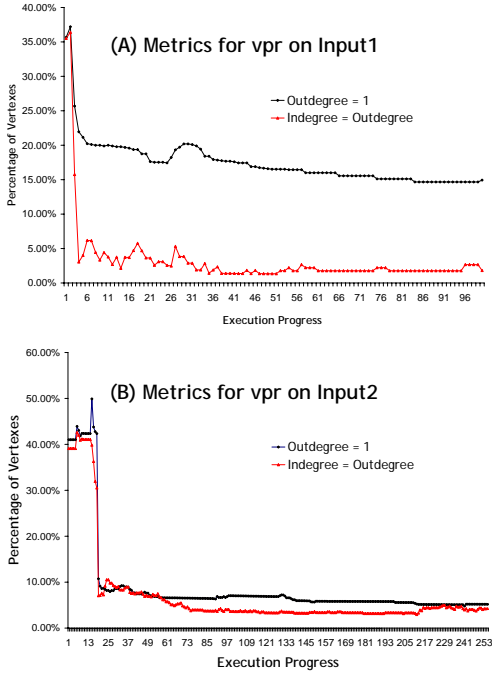 40.00%
(A) Metrics for vpr on Input1
35.00%
30.00%
25.00%
20.00%
15.00%
10.00%
5.00%
0.00%
Percentage of Vertexes
Outdegree = 1
Indegree = Outdegree
1 6 11 16 21 26 31 36 41 46 51 56 61 66 71 76 81 86 91 96
Execution Progress
60.00%
(B) Metrics for vpr on Input2
50.00%
40.00%
30.00%
20.00%
10.00%
0.00%
Percentage of Vertexes
Outdegree = 1
Indegree = Outdegree
1 13 25 37 49 61 73 85 97 109 121 133 145 157 169 181 193 205 217 229 241 253
Execution Progress